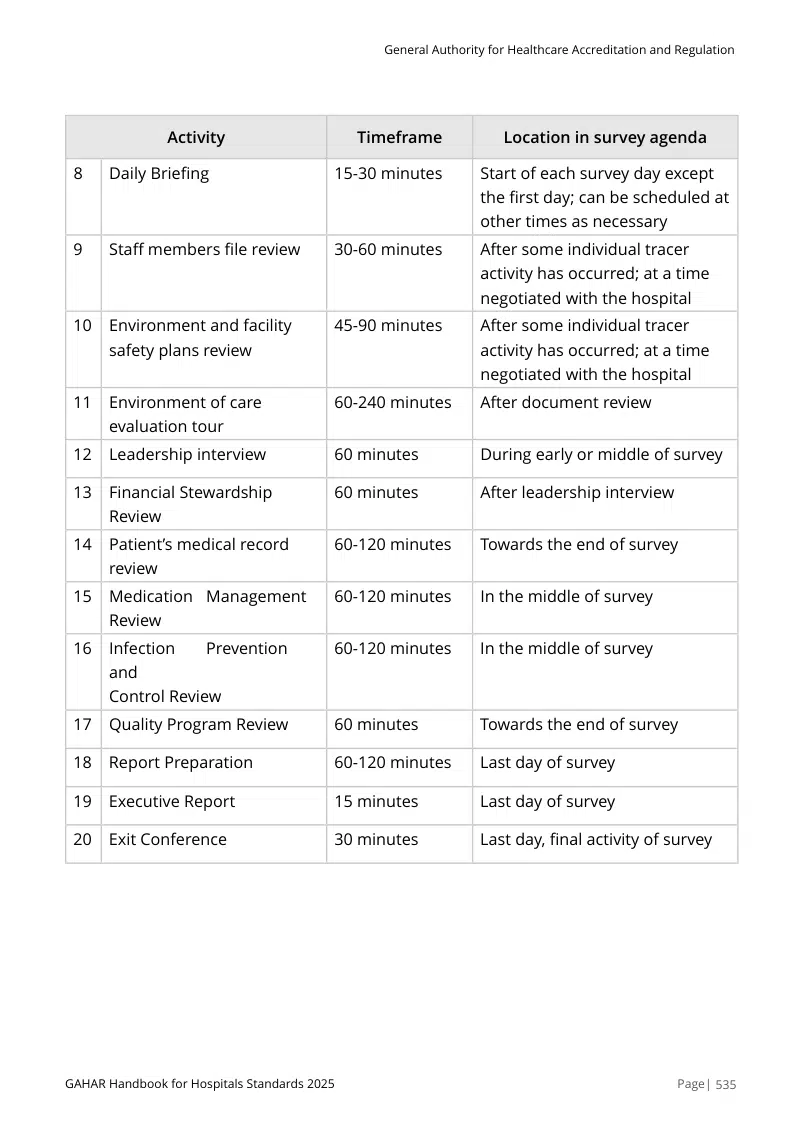 General Authority for Healthcare Accreditation and Regulation
Activity Timeframe Location in survey agenda
8 Daily Briefing 15-30 minutes Start of each survey day except
the first day; can be scheduled at
other times as necessary
9 Staff members file review 30-60 minutes After some individual tracer
activity has occurred; at a time
negotiated with the hospital
10 Environment and facility 45-90 minutes After some individual tracer
safety plans review activity has occurred; at a time
negotiated with the hospital
11 Environment of care 60-240 minutes After document review
evaluation tour
12 Leadership interview 60 minutes During early or middle of survey
13 Financial Stewardship 60 minutes After leadership interview
Review
14 Patient’s medical record 60-120 minutes Towards the end of survey
review
15 Medication Management 60-120 minutes In the middle of survey
Review
16 Infection Prevention 60-120 minutes In the middle of survey
and
Control Review
17 Quality Program Review 60 minutes Towards the end of survey
18 Report Preparation 60-120 minutes Last day of survey
19 Executive Report 15 minutes Last day of survey
20 Exit Conference 30 minutes Last day, final activity of survey
GAHAR Handbook for Hospitals Standards 2025 Page| 535